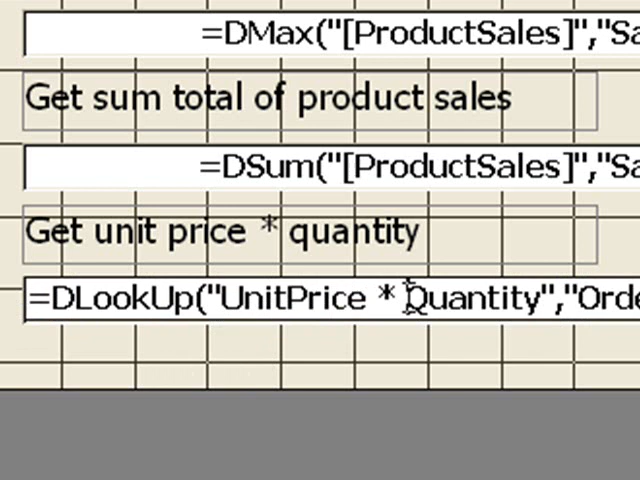 =DMax("[ProductSales]","Sa
Get sum total of product sales
=DSum("[ProductSales]","Sa
Get unit price * quantity
=DLookUp("UnitPrice * Quantity","Orde